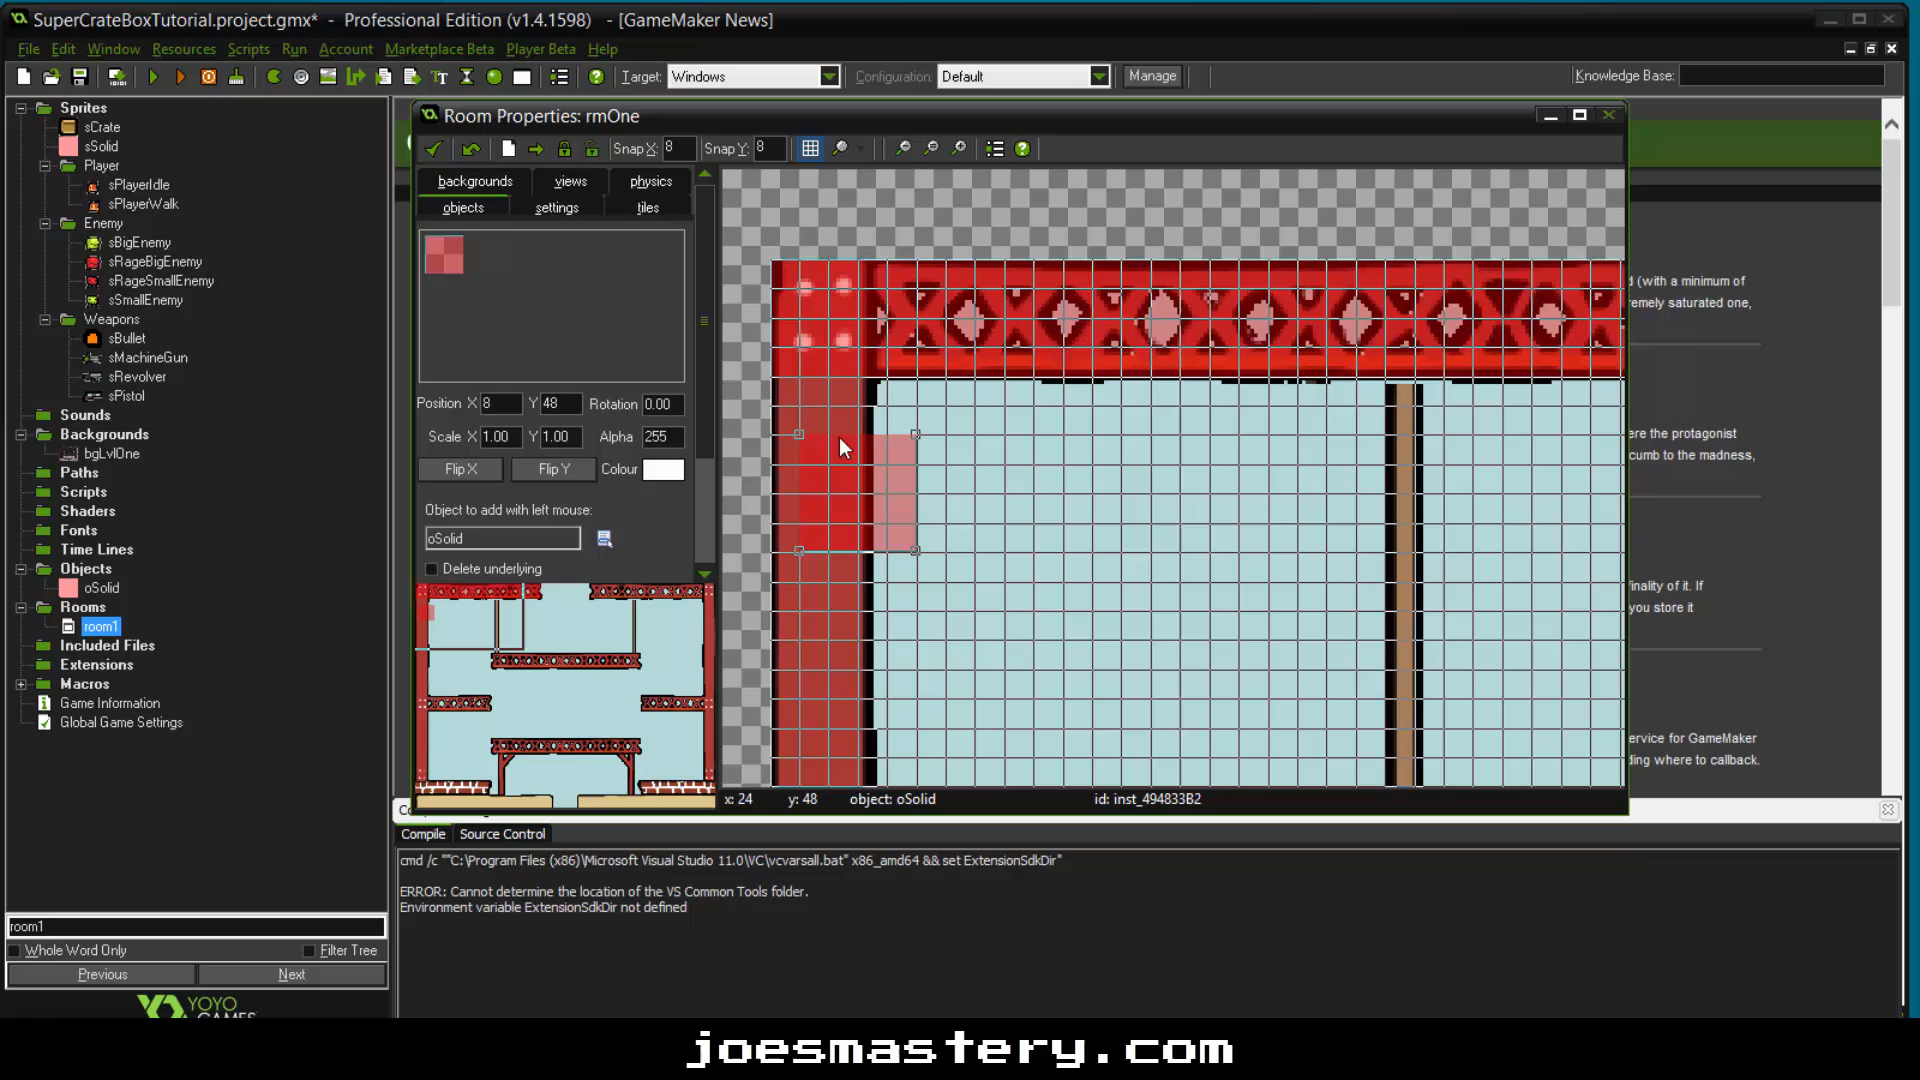 SuperCrateBoxTutorial.project.gmx* - Professional Edition (v1.4.1598) - [GameMaker News]
File Edit Window Resources Scripts Run Account Marketplace Beta Player Beta Help
Target: Windows Configuration: Default Manage Knowledge Base:
Sprites
sCrate
sSolid
Player
sPlayerIdle
sPlayerWalk
Enemy
sBigEnemy
sRageBigEnemy
sRageSmallEnemy
sSmallEnemy
Weapons
sBullet
sMachineGun
sRevolver
sPistol
Sounds
Backgrounds
bgLvlOne
Paths
Scripts
Shaders
Fonts
Time Lines
Objects
oSolid
Rooms
room1
Included Files
Extensions
Macros
Game Information
Global Game Settings
room1
Whole Word Only Filter Tree
Previous Next
YOYO
GAMES
Room Properties: rmOne
Snap X: 8 Snap Y: 8
backgrounds views physics
objects settings tiles
Position X 8 Y 48 Rotation 0.00
Scale X 1.00 Y 1.00 Alpha 255
Flip X Flip Y Colour
Object to add with left mouse:
oSolid
Delete underlying
x: 24 y: 48 object: oSolid id: inst_494833B2
d (with a minimum of
remely saturated one,
ere the protagonist
cumb to the madness,
finality of it. If
you store it
ervice for GameMaker
ding where to callback.
Compile Source Control
cmd /c ""C:\Program Files (x86)\Microsoft Visual Studio 11.0\VC\vcvarsall.bat" x86_amd64 && set ExtensionSdkDir"
ERROR: Cannot determine the location of the VS Common Tools folder.
Environment variable ExtensionSdkDir not defined
joesmastery.com